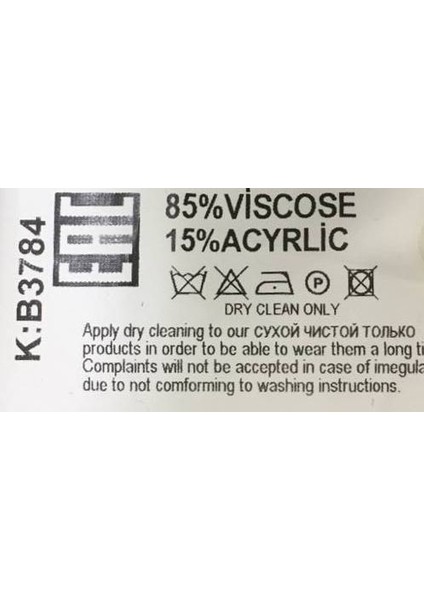 K:B3784
EAC
85%VİSCOSE
15%ACYRLİC
P
DRY CLEAN ONLY
Apply dry cleaning to our СУХОЙ ЧИСТОЙ ТОЛЬКО
products in order to be able to wear them a long
Complaints will not be accepted in case of
due to not comforming to washing instructions.